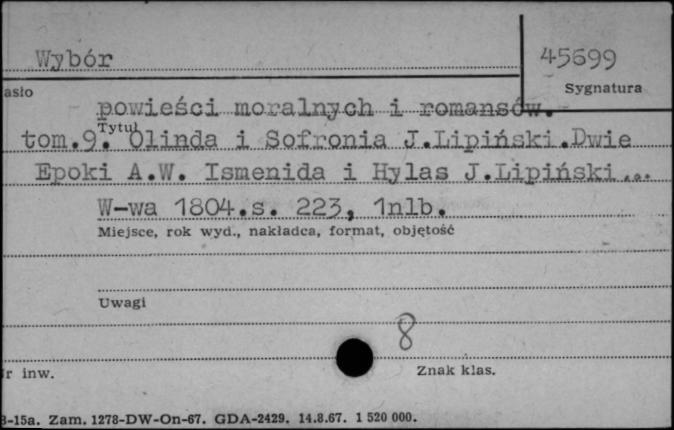 Wybór
45699
asło
Sygnatura
powieści moralnych i romansów.
Tytuł
tom.9. Olinda i Sofronia J.Lipiński.Dwie
Epoki A.W. Ismenida i Hylas J.Lipiński...
W-wa 1804.s. 223, 1nlb.
Miejsce, rok wyd., nakładca, format, objętość
Uwagi
8
r inw.
Znak klas.
-15a. Zam. 1278-DW-On-67. GDA-2429. 14.8.67. 1 520 000.